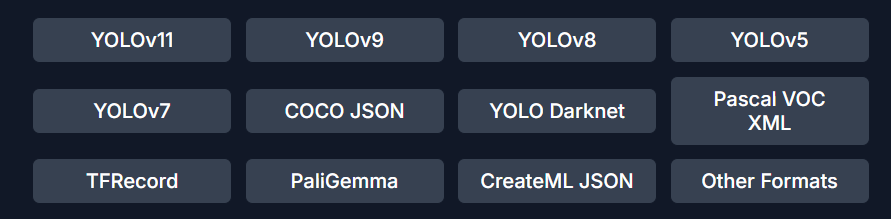 YOLOv11
YOLOv9
YOLOv8
YOLOv5
YOLOv7
COCO JSON
YOLO Darknet
Pascal VOC
XML
TFRecord
PaliGemma
CreateML JSON
Other Formats